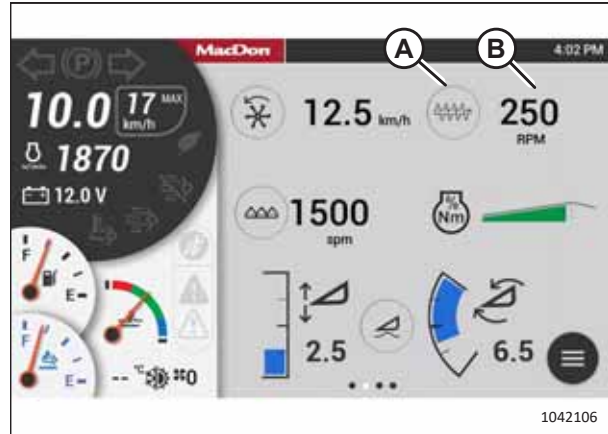 A
B
MacDon
4:02 PM
P
10.0
17 MAX
km/h
12.5 km/h
250
RPM
1870
12.0 V
1500
spm
%
Nm
F
E
F
E
2.5
6.5
-- °C
0
1042106